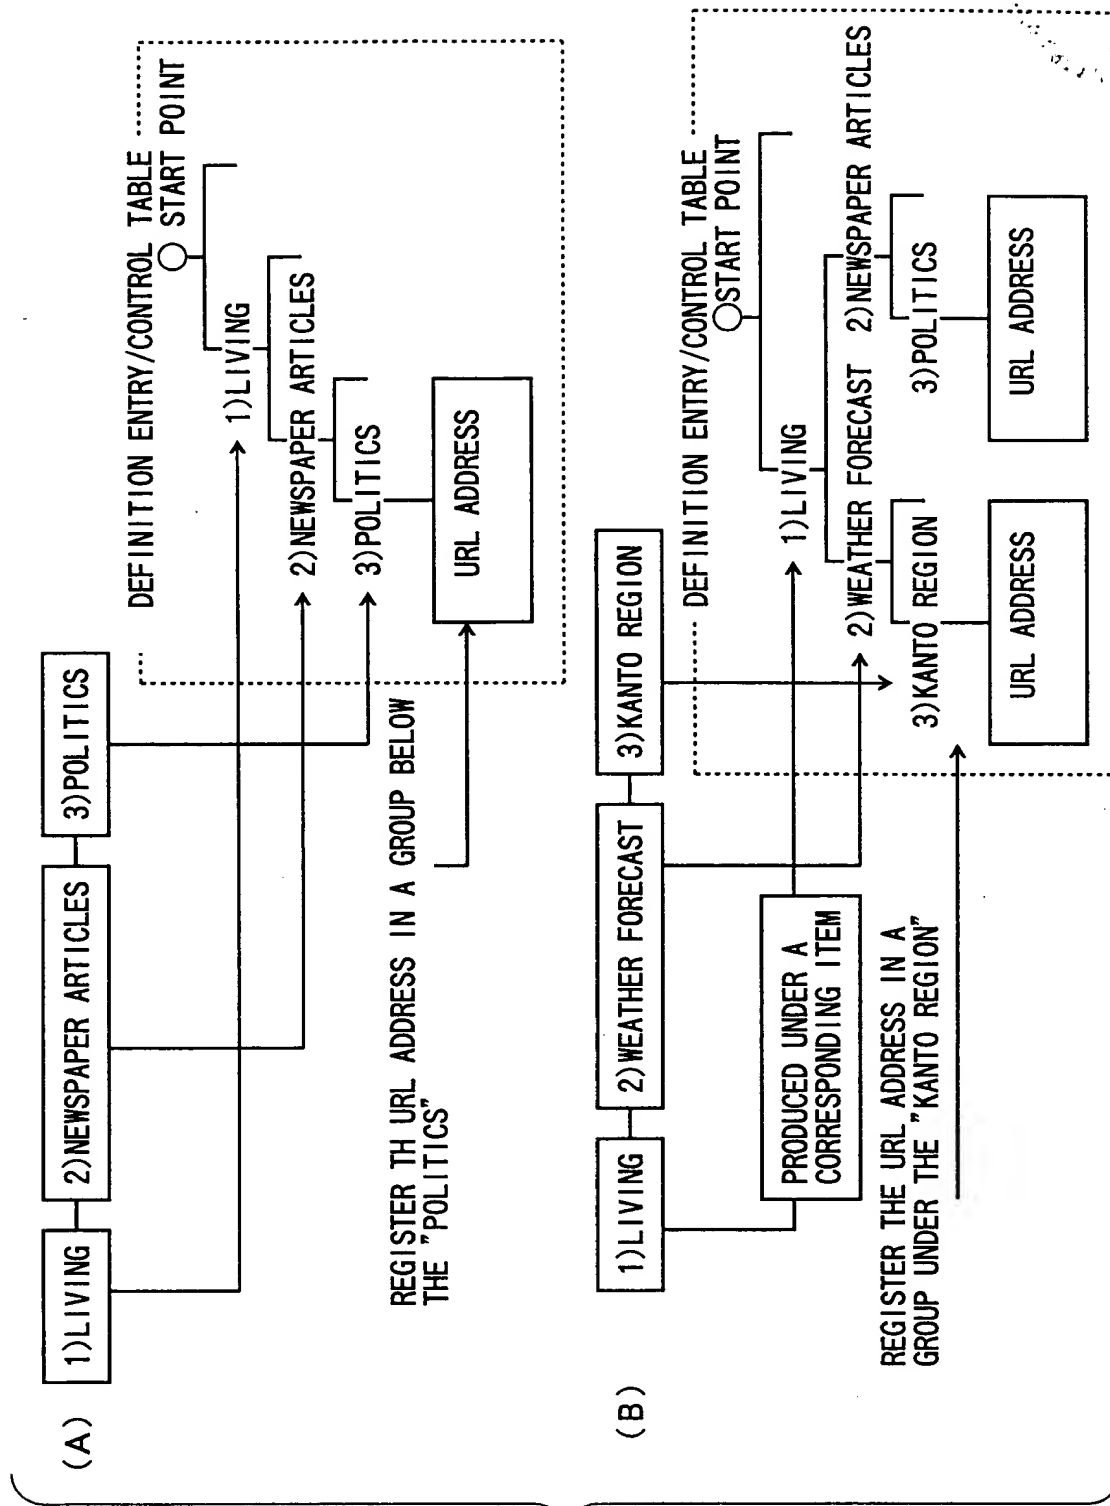 (A)
1)LIVING
2)NEWSPAPER ARTICLES
3)POLITICS
DEFINITION ENTRY/CONTROL TABLE
START POINT
1)LIVING
2)NEWSPAPER ARTICLES
3)POLITICS
URL ADDRESS
REGISTER TH URL ADDRESS IN A GROUP BELOW
THE "POLITICS"
(B)
1)LIVING
2)WEATHER FORECAST
3)KANTO REGION
DEFINITION ENTRY/CONTROL TABLE
START POINT
PRODUCED UNDER A
CORRESPONDING ITEM
1)LIVING
2)WEATHER FORECAST
2)NEWSPAPER ARTICLES
3)KANTO REGION
3)POLITICS
URL ADDRESS
URL ADDRESS
REGISTER THE URL ADDRESS IN A
GROUP UNDER THE "KANTO REGION"